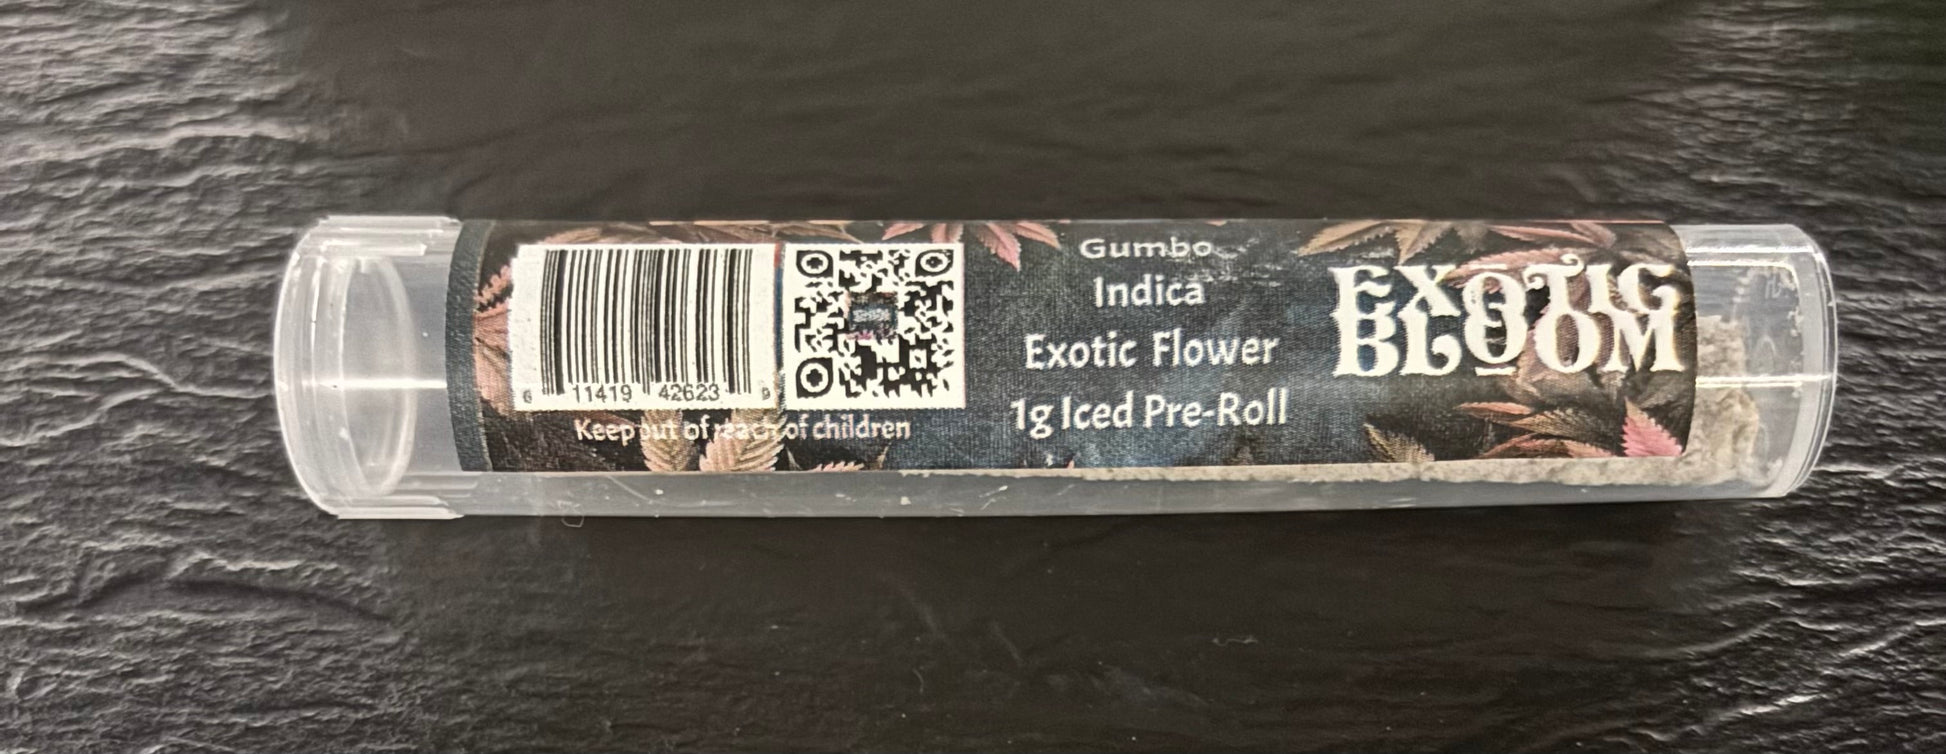 6 11419 42623 9
Keep out of reach of children
Gumbo
Indica
Exotic Flower
1g Iced Pre-Roll
EXOTIC
BLOOM